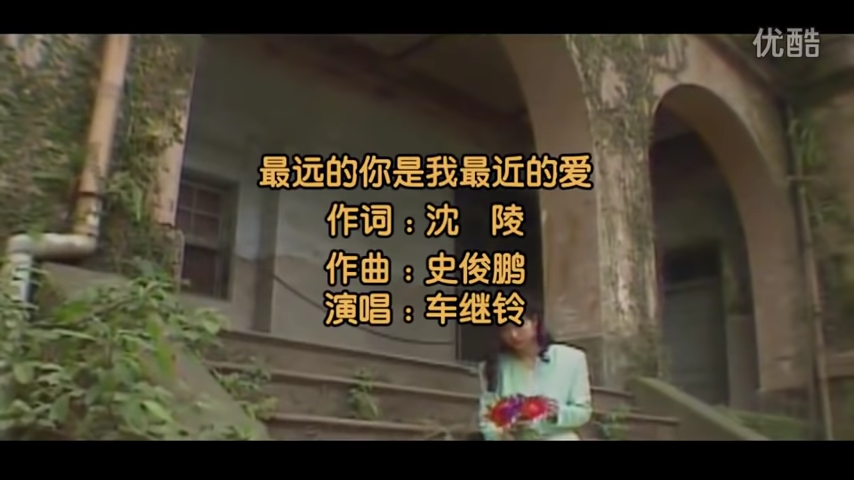 优酷
最远的你是我最近的爱
作词：沈　陵
作曲：史俊鹏
演唱：车继铃